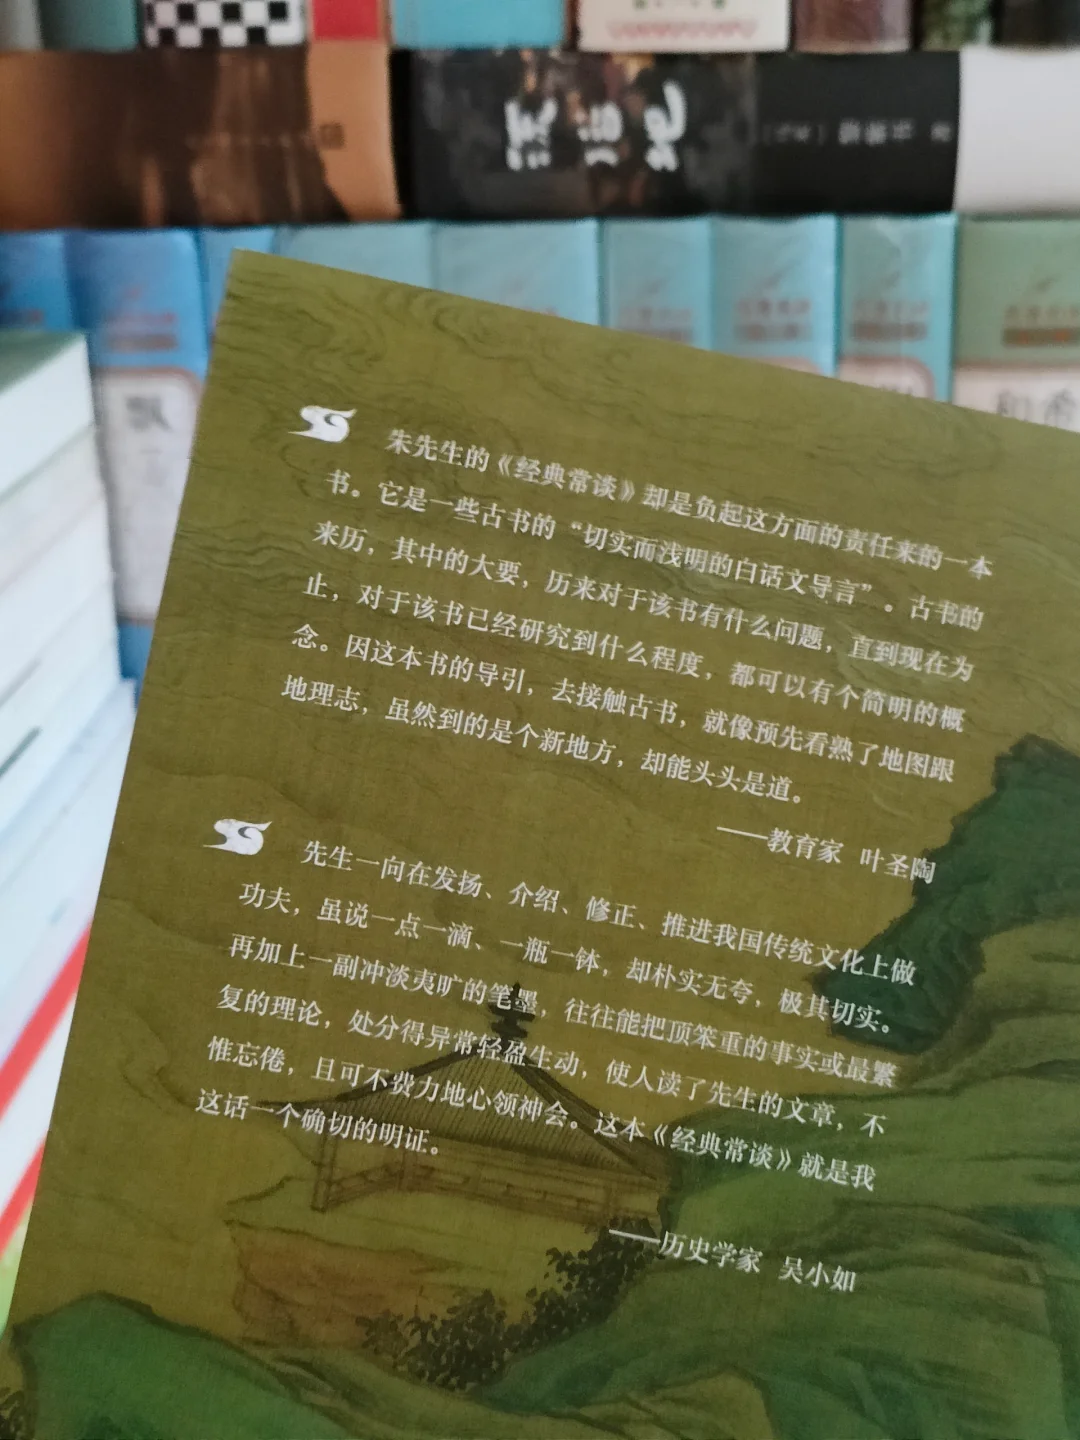 飘
和希
朱先生的《经典常谈》却是负起这方面的责任来的一本
书。它是一些古书的“切实而浅明的白话文导言”。古书的
来历，其中的大要，历来对于该书有什么问题，直到现在为
止，对于该书已经研究到什么程度，都可以有个简明的概
念。因这本书的导引，去接触古书，就像预先看熟了地图跟
地理志，虽然到的是个新地方，却能头头是道。
——教育家 叶圣陶
先生一向在发扬、介绍、修正、推进我国传统文化上做
功夫，虽说一点一滴、一瓶一钵，却朴实无夸，极其切实。
再加上一副冲淡夷旷的笔墨，往往能把顶笨重的事实或最繁
复的理论，处分得异常轻盈生动，使人读了先生的文章，不
惟忘倦，且可不费力地心领神会。这本《经典常谈》就是我
这话一个确切的明证。
——历史学家 吴小如